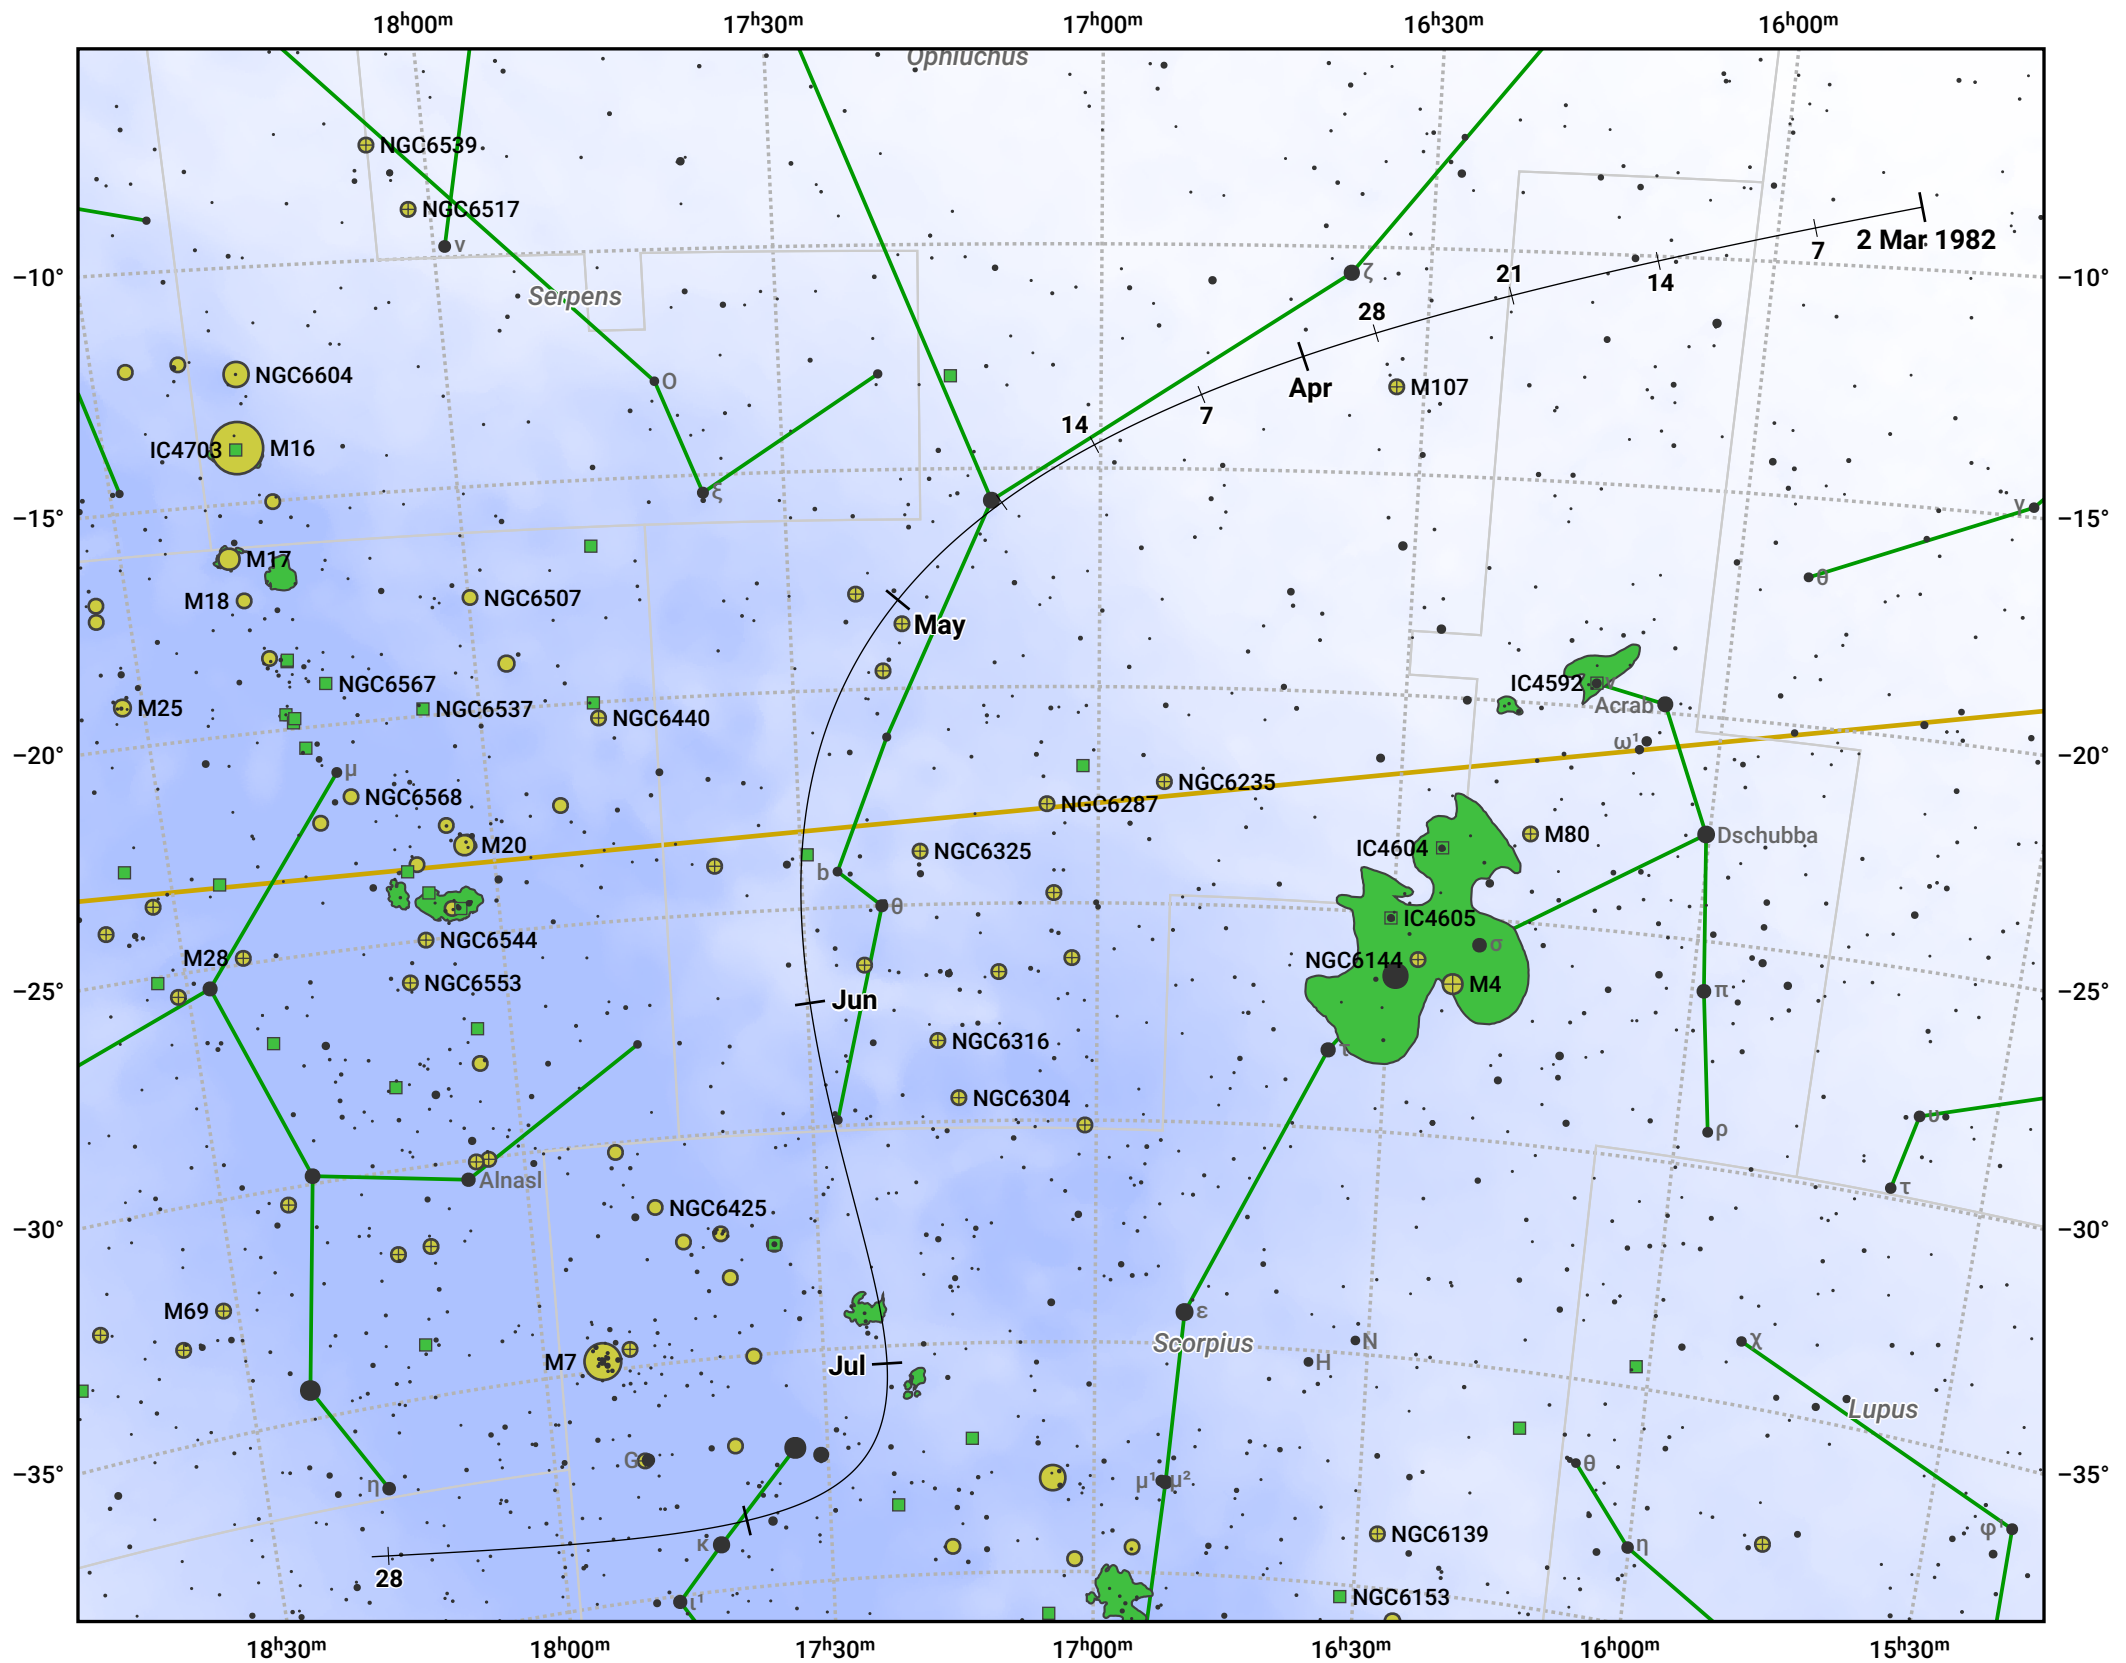 18h00m 17h30m 17h00m 16h30m 16h00m
Ophiuchus
NGC6539
NGC6517
ν
2 Mar 1982
7
14
21
28
−10° −10°
ζ
Serpens
Apr
NGC6604
O
M107
7
14
IC4703 M16
ξ
γ
−15° −15°
M17
θ
M18 NGC6507
May
NGC6567
IC4592 ν
Acrab
M25 NGC6537 NGC6440
ω¹
−20° −20°
μ
NGC6568
NGC6235
NGC6287
M20
NGC6325
IC4604 M80 Dschubba
b
θ
IC4605
NGC6544
σ
M28
NGC6144
NGC6553
M4
π
−25° −25°
Jun
NGC6316
τ
NGC6304
υ
ρ
Alnasl
τ
NGC6425
−30° −30°
M69
ε
Scorpius
N
H
χ
M7
Jul
Lupus
G
θ
μ¹ μ²
−35° −35°
η
κ
NGC6139
η
φ¹
28
ι¹
NGC6153
18h30m 18h00m 17h30m 17h00m 16h30m 16h00m 15h30m